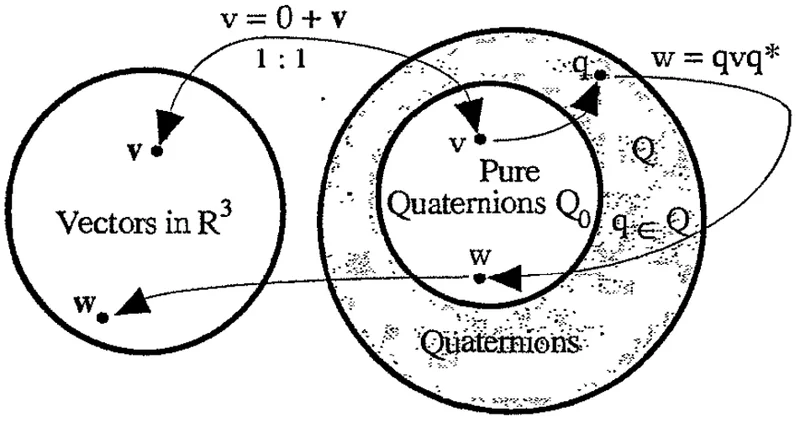 v = 0 + v
1 : 1
q
w = qvq*
v
v
Q
Pure
Quaternions Q₀
Vectors in R³
q ∈ Q
w
w
Quaternions